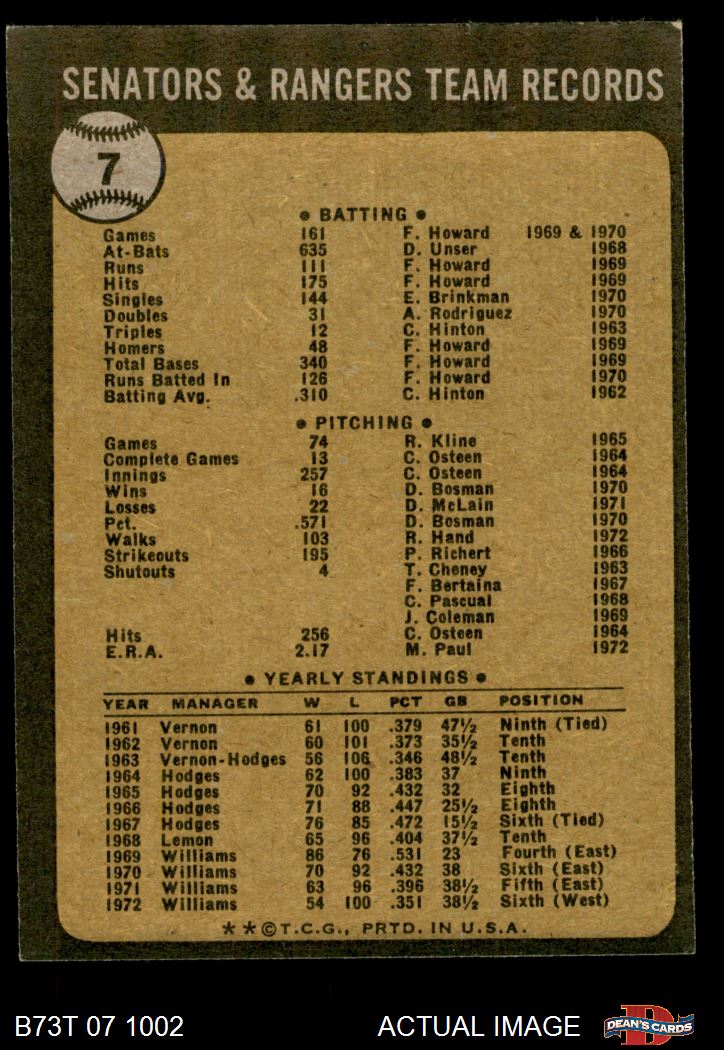 SENATORS & RANGERS TEAM RECORDS
7
• BATTING •
Games 161 F. Howard 1969 & 1970
At-Bats 635 D. Unser 1968
Runs 111 F. Howard 1969
Hits 175 F. Howard 1969
Singles 144 E. Brinkman 1970
Doubles 31 A. Rodriguez 1970
Triples 12 C. Hinton 1963
Homers 48 F. Howard 1969
Total Bases 340 F. Howard 1969
Runs Batted In 126 F. Howard 1970
Batting Avg. .310 C. Hinton 1962
• PITCHING •
Games 74 R. Kline 1965
Complete Games 13 C. Osteen 1964
Innings 257 C. Osteen 1964
Wins 16 D. Bosman 1970
Losses 22 D. McLain 1971
Pct. .571 D. Bosman 1970
Walks 103 R. Hand 1972
Strikeouts 195 P. Richert 1966
Shutouts 4 T. Cheney 1963
F. Bertaina 1967
C. Pascual 1968
J. Coleman 1969
Hits 256 C. Osteen 1964
E.R.A. 2.17 M. Paul 1972
• YEARLY STANDINGS •
YEAR MANAGER W L PCT GB POSITION
1961 Vernon 61 100 .379 47½ Ninth (Tied)
1962 Vernon 60 101 .373 35½ Tenth
1963 Vernon-Hodges 56 106 .346 48½ Tenth
1964 Hodges 62 100 .383 37 Ninth
1965 Hodges 70 92 .432 32 Eighth
1966 Hodges 71 88 .447 25½ Eighth
1967 Hodges 76 85 .472 15½ Sixth (Tied)
1968 Lemon 65 96 .404 37½ Tenth
1969 Williams 86 76 .531 23 Fourth (East)
1970 Williams 70 92 .432 38 Sixth (East)
1971 Williams 63 96 .396 38½ Fifth (East)
1972 Williams 54 100 .351 38½ Sixth (West)
* * © T.C.G., PRTD. IN U.S.A.
B73T 07 1002 ACTUAL IMAGE
D
DEAN'S CARDS